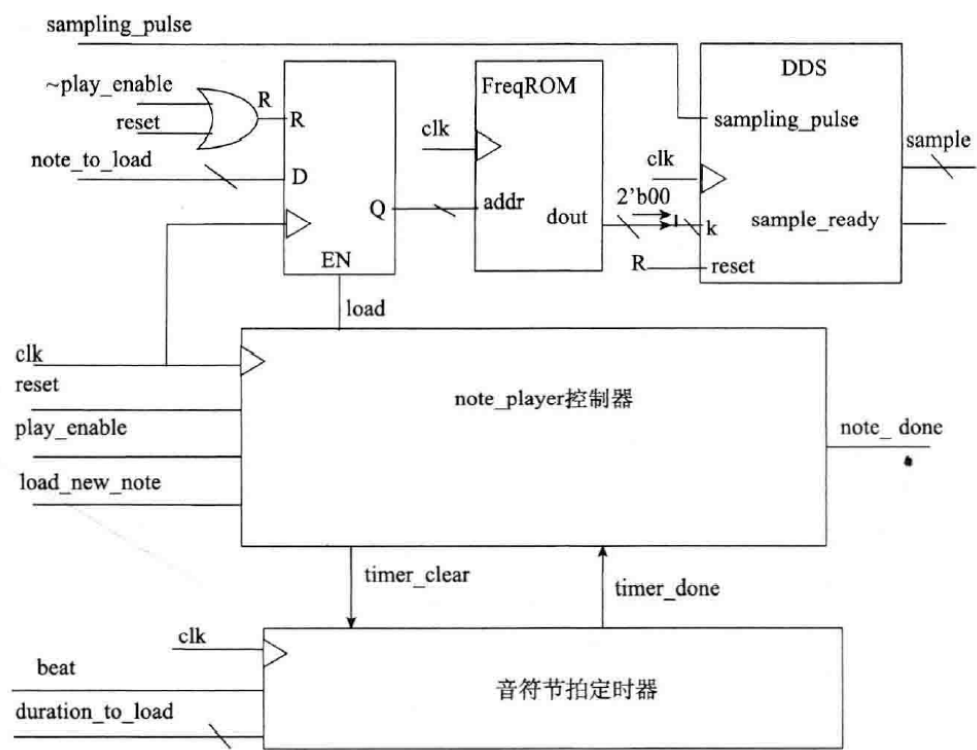 sampling_pulse
DDS
~play_enable
R
FreqROM
reset
R
clk
sampling_pulse
note_to_load
D
clk
sample
Q
addr
2'b00
dout
k
sample_ready
EN
R
reset
load
clk
reset
note_player控制器
play_enable
note_ done
load_new_note
timer_clear
timer_done
clk
beat
音符节拍定时器
duration_to_load